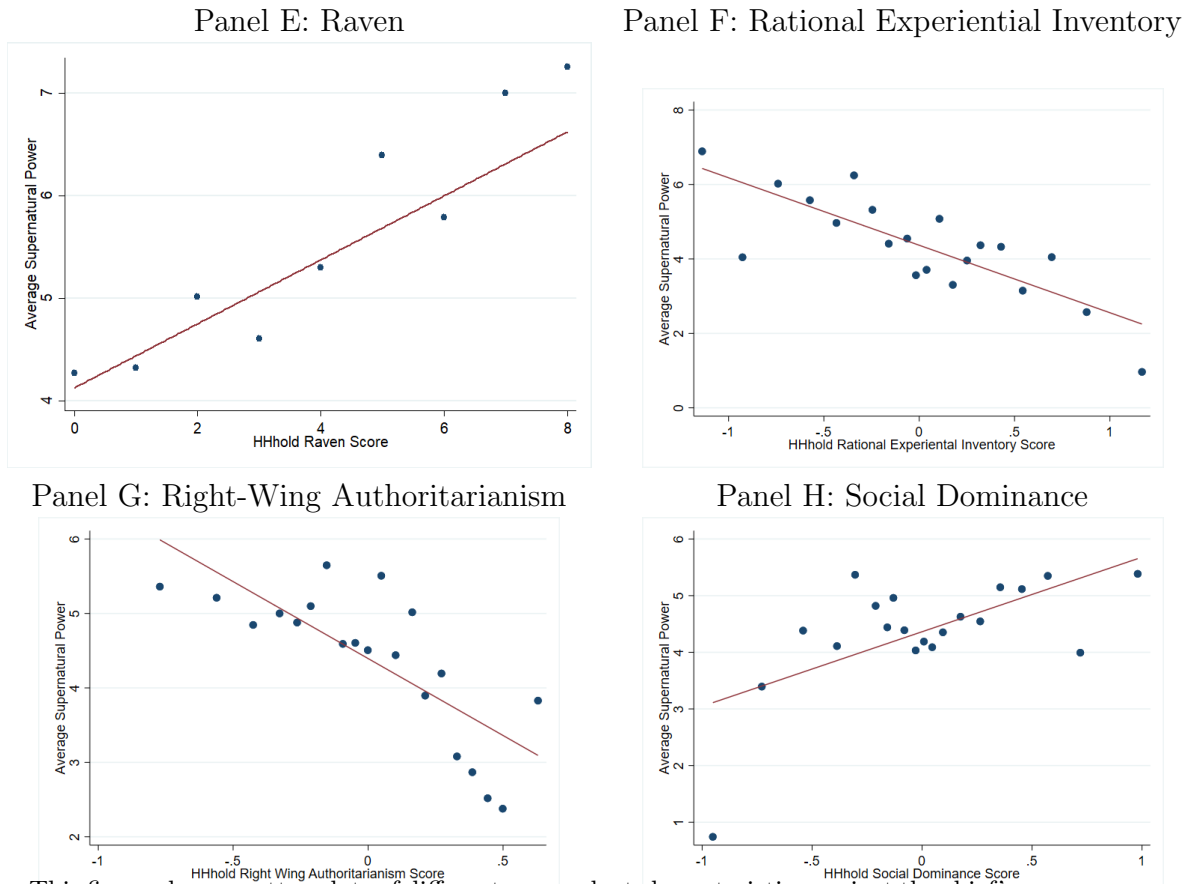 Panel E: Raven
Average Supernatural Power
7
6
5
4
0 2 4 6 8
HHhold Raven Score
Panel F: Rational Experiential Inventory
Average Supernatural Power
8
6
4
2
0
-1 -.5 0 .5 1
HHhold Rational Experiental Inventory Score
Panel G: Right-Wing Authoritarianism
Average Supernatural Power
6
5
4
3
2
-1 -.5 0 .5
HHhold Right Wing Authoritarianism Score
Panel H: Social Dominance
Average Supernatural Power
6
5
4
3
2
1
-1 -.5 0 .5 1
HHhold Social Dominance Score